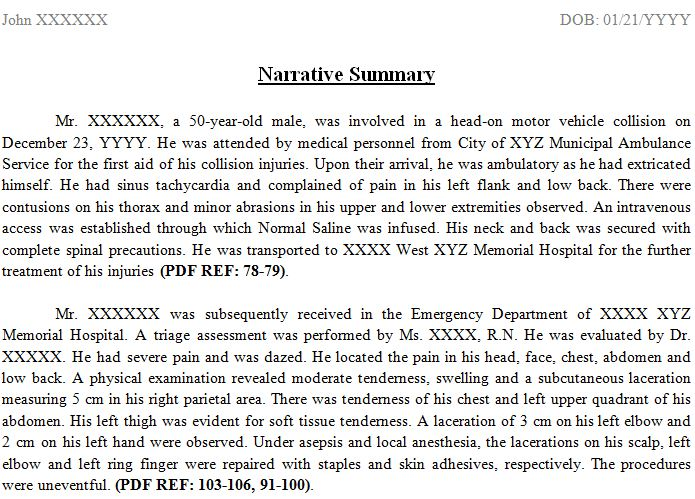 John XXXXXX DOB: 01/21/YYYY
Narrative Summary
Mr. XXXXXX, a 50-year-old male, was involved in a head-on motor vehicle collision on
December 23, YYYY. He was attended by medical personnel from City of XYZ Municipal Ambulance
Service for the first aid of his collision injuries. Upon their arrival, he was ambulatory as he had extricated
himself. He had sinus tachycardia and complained of pain in his left flank and low back. There were
contusions on his thorax and minor abrasions in his upper and lower extremities observed. An intravenous
access was established through which Normal Saline was infused. His neck and back was secured with
complete spinal precautions. He was transported to XXXX West XYZ Memorial Hospital for the further
treatment of his injuries (PDF REF: 78-79).
Mr. XXXXXX was subsequently received in the Emergency Department of XXXX XYZ
Memorial Hospital. A triage assessment was performed by Ms. XXXX, R.N. He was evaluated by Dr.
XXXXX. He had severe pain and was dazed. He located the pain in his head, face, chest, abdomen and
low back. A physical examination revealed moderate tenderness, swelling and a subcutaneous laceration
measuring 5 cm in his right parietal area. There was tenderness of his chest and left upper quadrant of his
abdomen. His left thigh was evident for soft tissue tenderness. A laceration of 3 cm on his left elbow and
2 cm on his left hand were observed. Under asepsis and local anesthesia, the lacerations on his scalp, left
elbow and left ring finger were repaired with staples and skin adhesives, respectively. The procedures
were uneventful. (PDF REF: 103-106, 91-100).